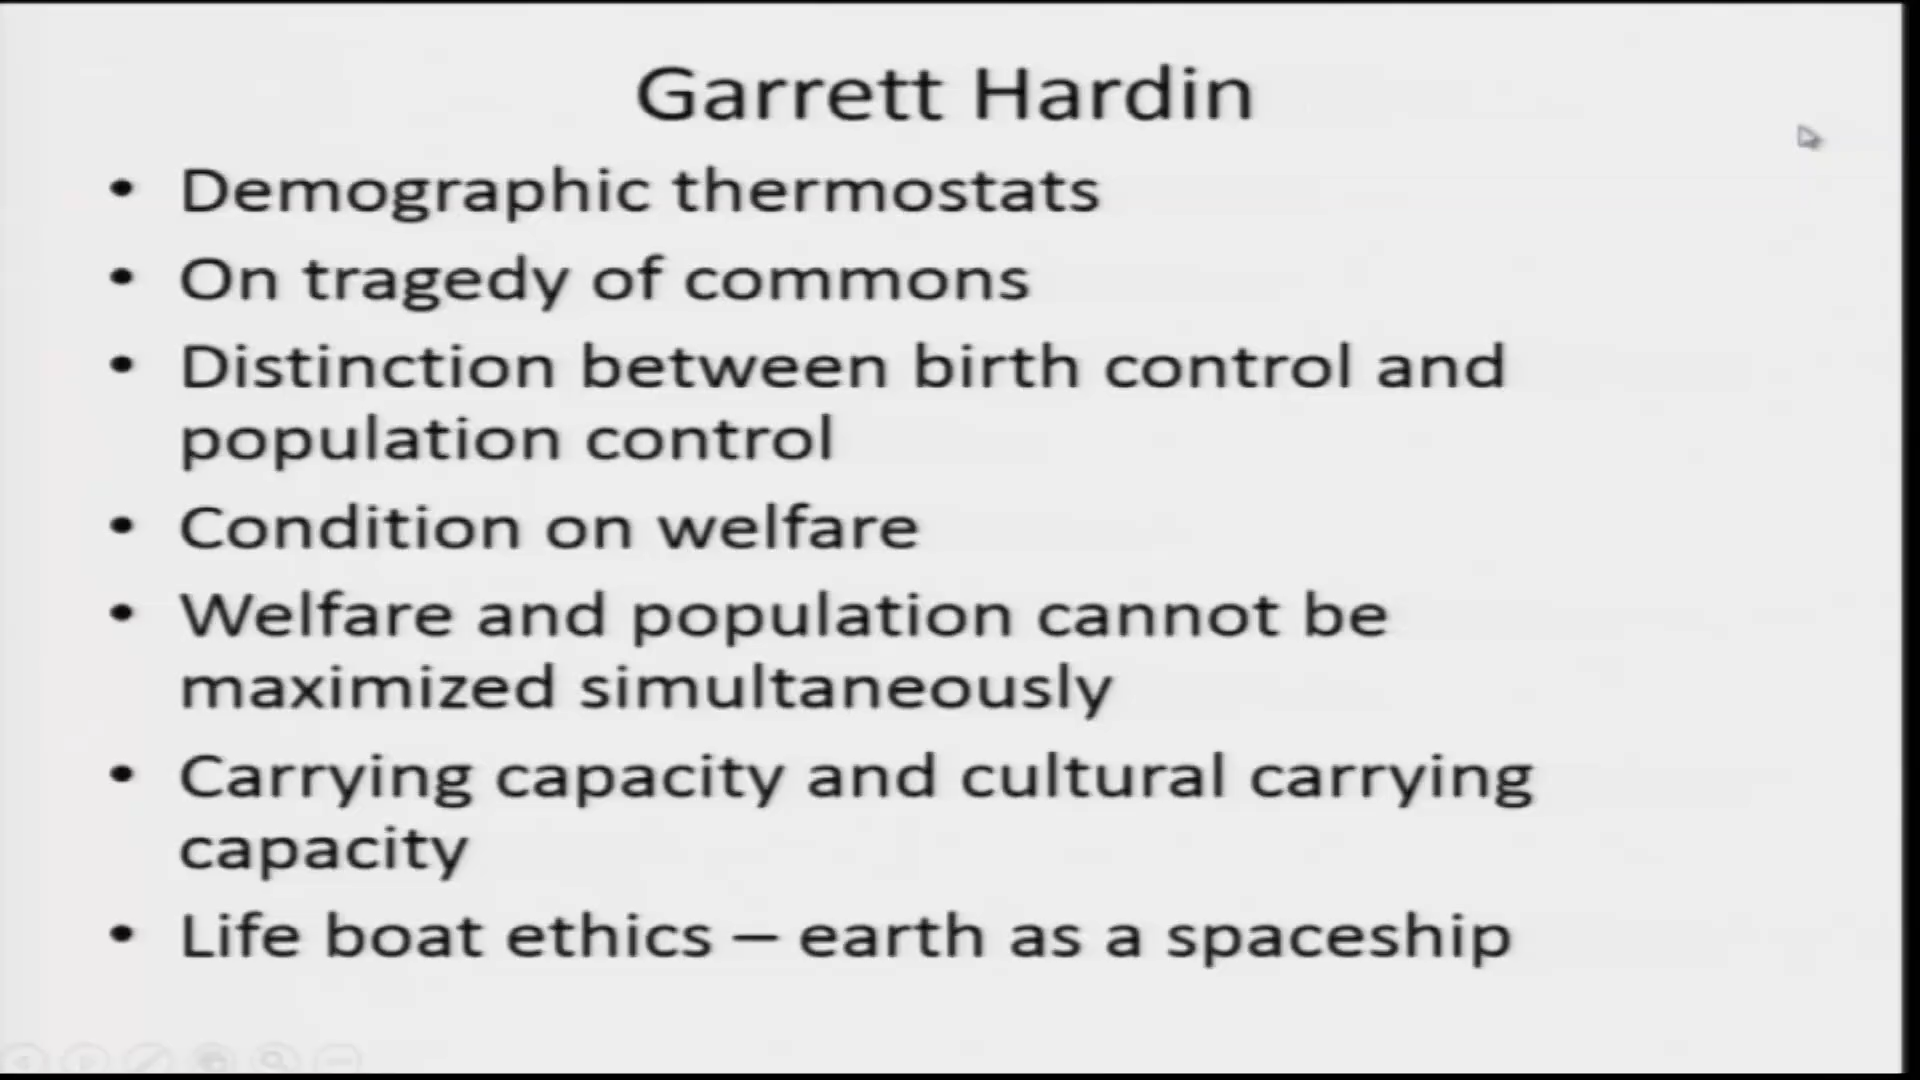 Garrett Hardin
• Demographic thermostats
• On tragedy of commons
• Distinction between birth control and
population control
• Condition on welfare
• Welfare and population cannot be
maximized simultaneously
• Carrying capacity and cultural carrying
capacity
• Life boat ethics – earth as a spaceship